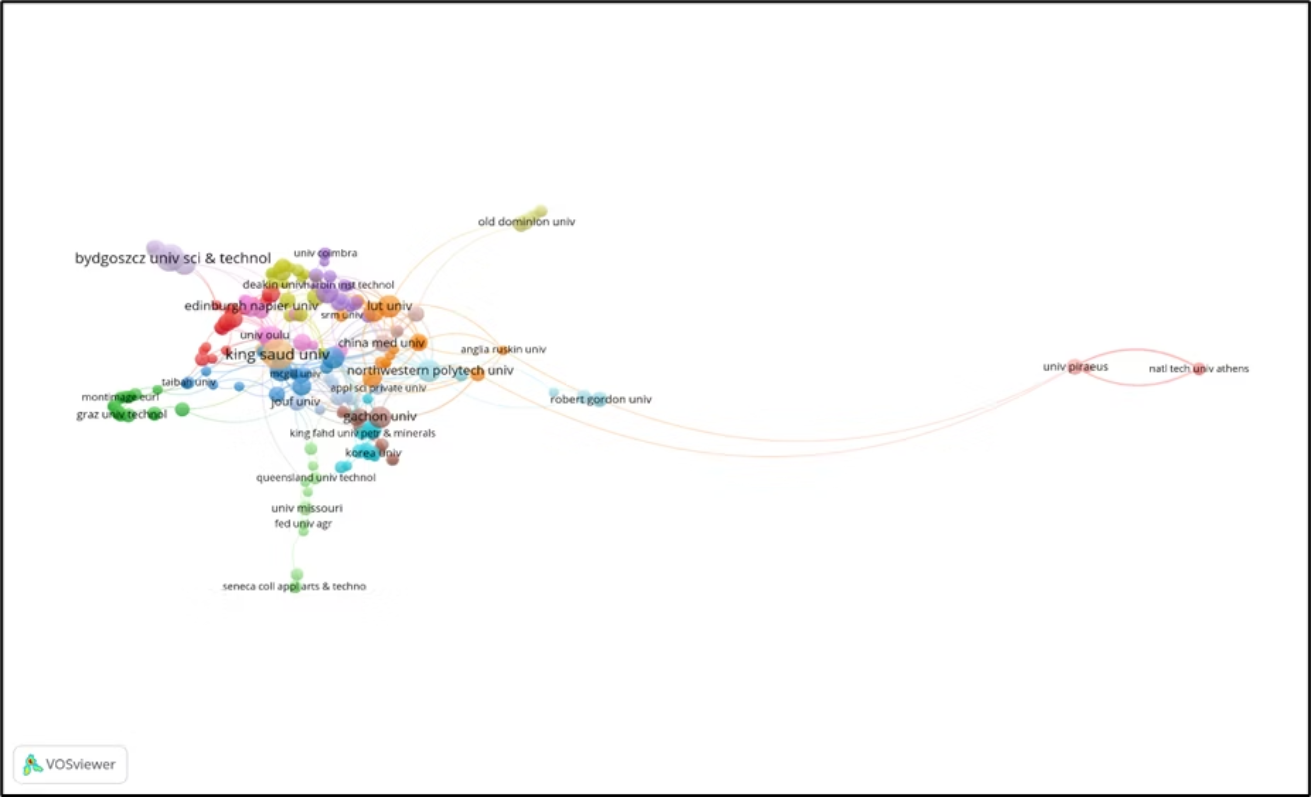 old dominion univ
univ coimbra
bydgoszcz univ sci & technol
deakin univ
harbin inst technol
edinburgh napier univ
lut univ
srm univ
univ oulu
china med univ
anglia ruskin univ
king saud univ
univ piraeus
natl tech univ athens
northwestern polytech univ
mcgill univ
taibah univ
appl sci private univ
montimage eurl
jouf univ
robert gordon univ
graz univ technol
gachon univ
king fahd univ petr & minerals
korea univ
queensland univ technol
univ missouri
fed univ agr
seneca coll appl arts & techno
VOSviewer